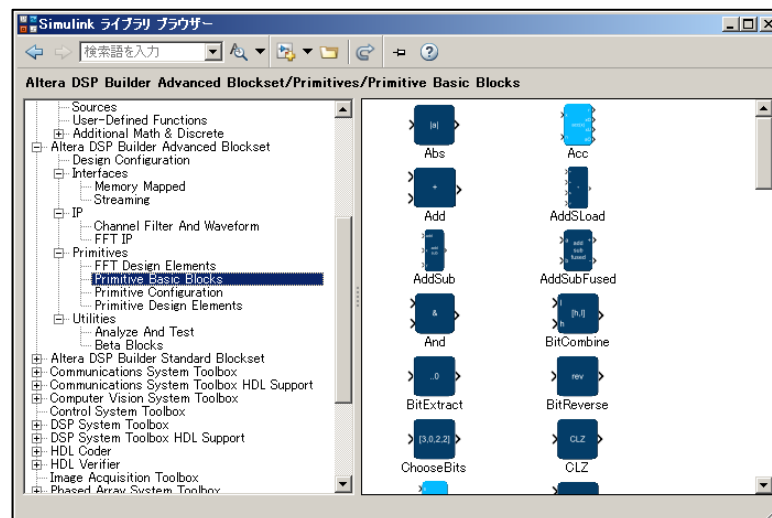 Simulink ライブラリ ブラウザー
検索語を入力
Altera DSP Builder Advanced Blockset/Primitives/Primitive Basic Blocks
Sources
User-Defined Functions
Additional Math & Discrete
Altera DSP Builder Advanced Blockset
Design Configuration
Interfaces
Memory Mapped
Streaming
IP
Channel Filter And Waveform
FFT IP
Primitives
FFT Design Elements
Primitive Basic Blocks
Primitive Configuration
Primitive Design Elements
Utilities
Analyze And Test
Beta Blocks
Altera DSP Builder Standard Blockset
Communications System Toolbox
Communications System Toolbox HDL Support
Computer Vision System Toolbox
Control System Toolbox
DSP System Toolbox
DSP System Toolbox HDL Support
HDL Coder
HDL Verifier
Image Acquisition Toolbox
Phased Array System Toolbox
|a|
Abs
Acc
+
Add
AddSLoad
AddSub
add sub fused
AddSubFused
&
And
l
h
[h,l]
BitCombine
..0
BitExtract
rev
BitReverse
[3,0,2,2]
ChooseBits
CLZ
CLZ